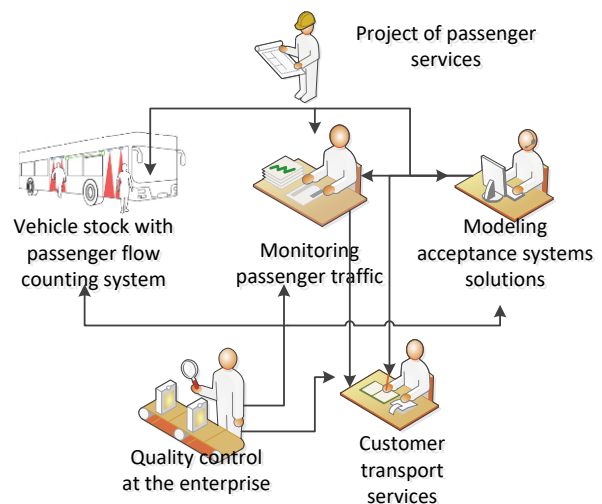 Project of passenger
services
Vehicle stock with
passenger flow
counting system
Monitoring
passenger traffic
Modeling
acceptance systems
solutions
Quality control
at the enterprise
Customer
transport
services